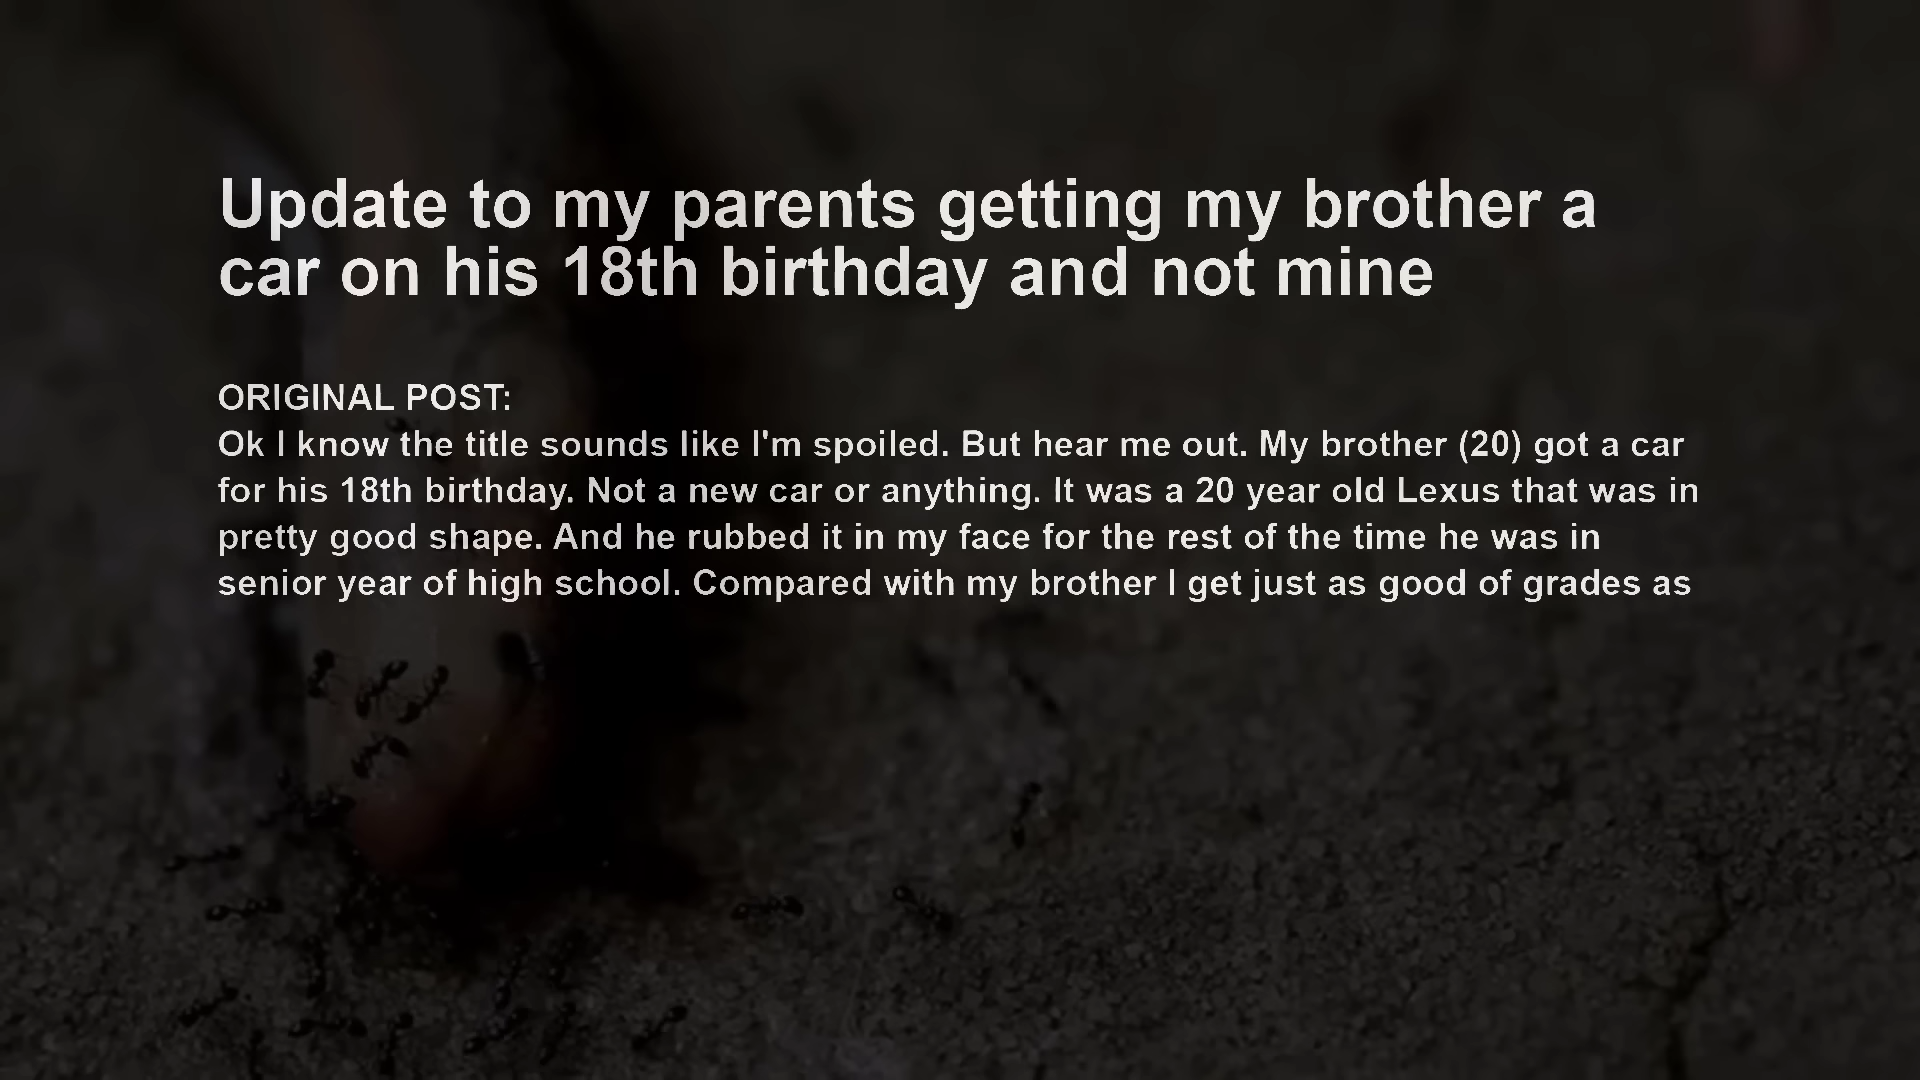 Update to my parents getting my brother a
car on his 18th birthday and not mine
ORIGINAL POST:
Ok I know the title sounds like I'm spoiled. But hear me out. My brother (20) got a car
for his 18th birthday. Not a new car or anything. It was a 20 year old Lexus that was in
pretty good shape. And he rubbed it in my face for the rest of the time he was in
senior year of high school. Compared with my brother I get just as good of grades as